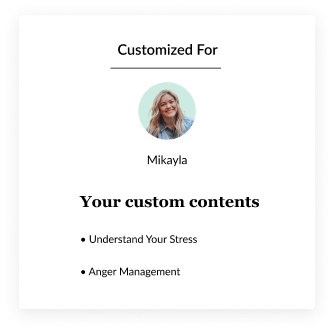 Customized For
Mikayla
Your custom contents
• Understand Your Stress
• Anger Management